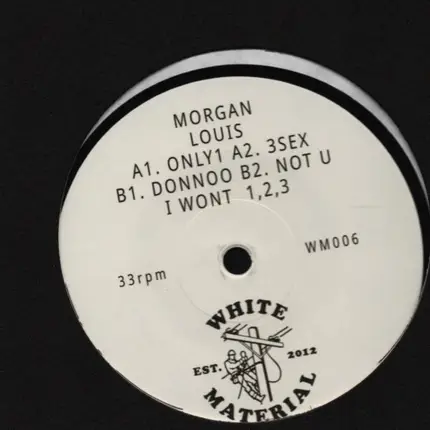 MORGAN
LOUIS
A1. ONLY1 A2. 3SEX
B1. DONNOO B2. NOT U
I WONT 1,2,3
33rpm
WM006
WHITE
EST. 2012
MATERIAL